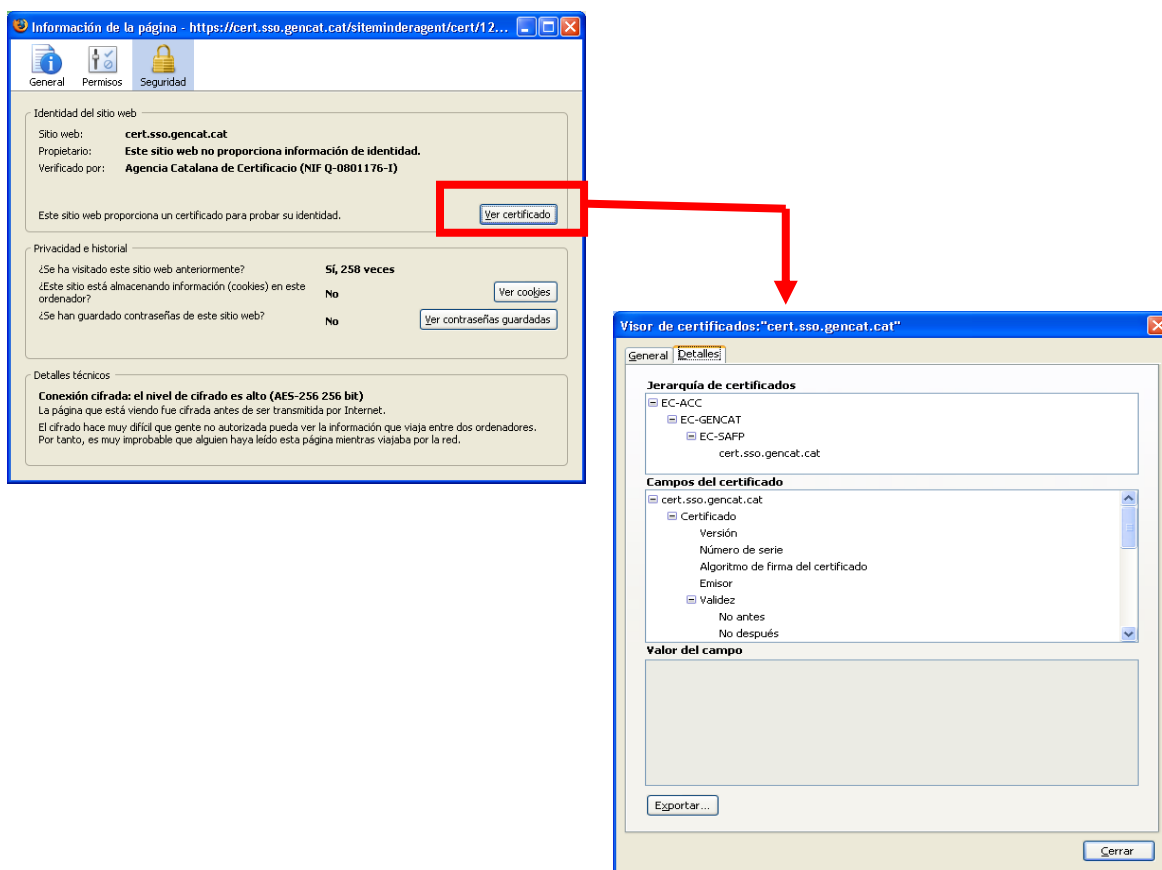 Información de la página - https://cert.sso.gencat.cat/siteminderagent/cert/12...
General
Permisos
Seguridad
Identidad del sitio web
Sitio web: cert.sso.gencat.cat
Propietario: Este sitio web no proporciona información de identidad.
Verificado por: Agencia Catalana de Certificacio (NIF Q-0801176-I)
Este sitio web proporciona un certificado para probar su identidad.
Ver certificado
Privacidad e historial
¿Se ha visitado este sitio web anteriormente? Sí, 258 veces
¿Este sitio está almacenando información (cookies) en este
ordenador?
No
Ver cookies
¿Se han guardado contraseñas de este sitio web?
No
Ver contraseñas guardadas
Detalles técnicos
Conexión cifrada: el nivel de cifrado es alto (AES-256 256 bit)
La página que está viendo fue cifrada antes de ser transmitida por Internet.
El cifrado hace muy difícil que gente no autorizada pueda ver la información que viaja entre dos ordenadores.
Por tanto, es muy improbable que alguien haya leído esta página mientras viajaba por la red.
Visor de certificados:"cert.sso.gencat.cat"
General
Detalles
Jerarquía de certificados
EC-ACC
EC-GENCAT
EC-SAFP
cert.sso.gencat.cat
Campos del certificado
cert.sso.gencat.cat
Certificado
Versión
Número de serie
Algoritmo de firma del certificado
Emisor
Validez
No antes
No después
Valor del campo
Exportar...
Cerrar